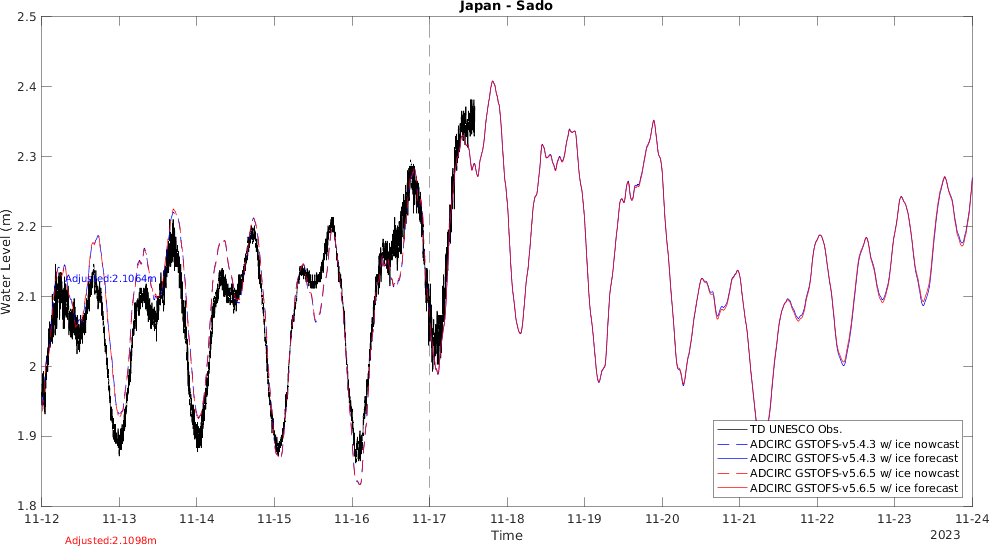 Japan - Sado
2.5
2.4
2.3
2.2
2.1
2
1.9
1.8
Water Level (m)
Adjusted:2.1064m
TD UNESCO Obs.
ADCIRC GSTOFS-v5.4.3 w/ ice nowcast
ADCIRC GSTOFS-v5.4.3 w/ ice forecast
ADCIRC GSTOFS-v5.6.5 w/ ice nowcast
ADCIRC GSTOFS-v5.6.5 w/ ice forecast
11-12 11-13 11-14 11-15 11-16 11-17 11-18 11-19 11-20 11-21 11-22 11-23 11-24
Time
2023
Adjusted:2.1098m